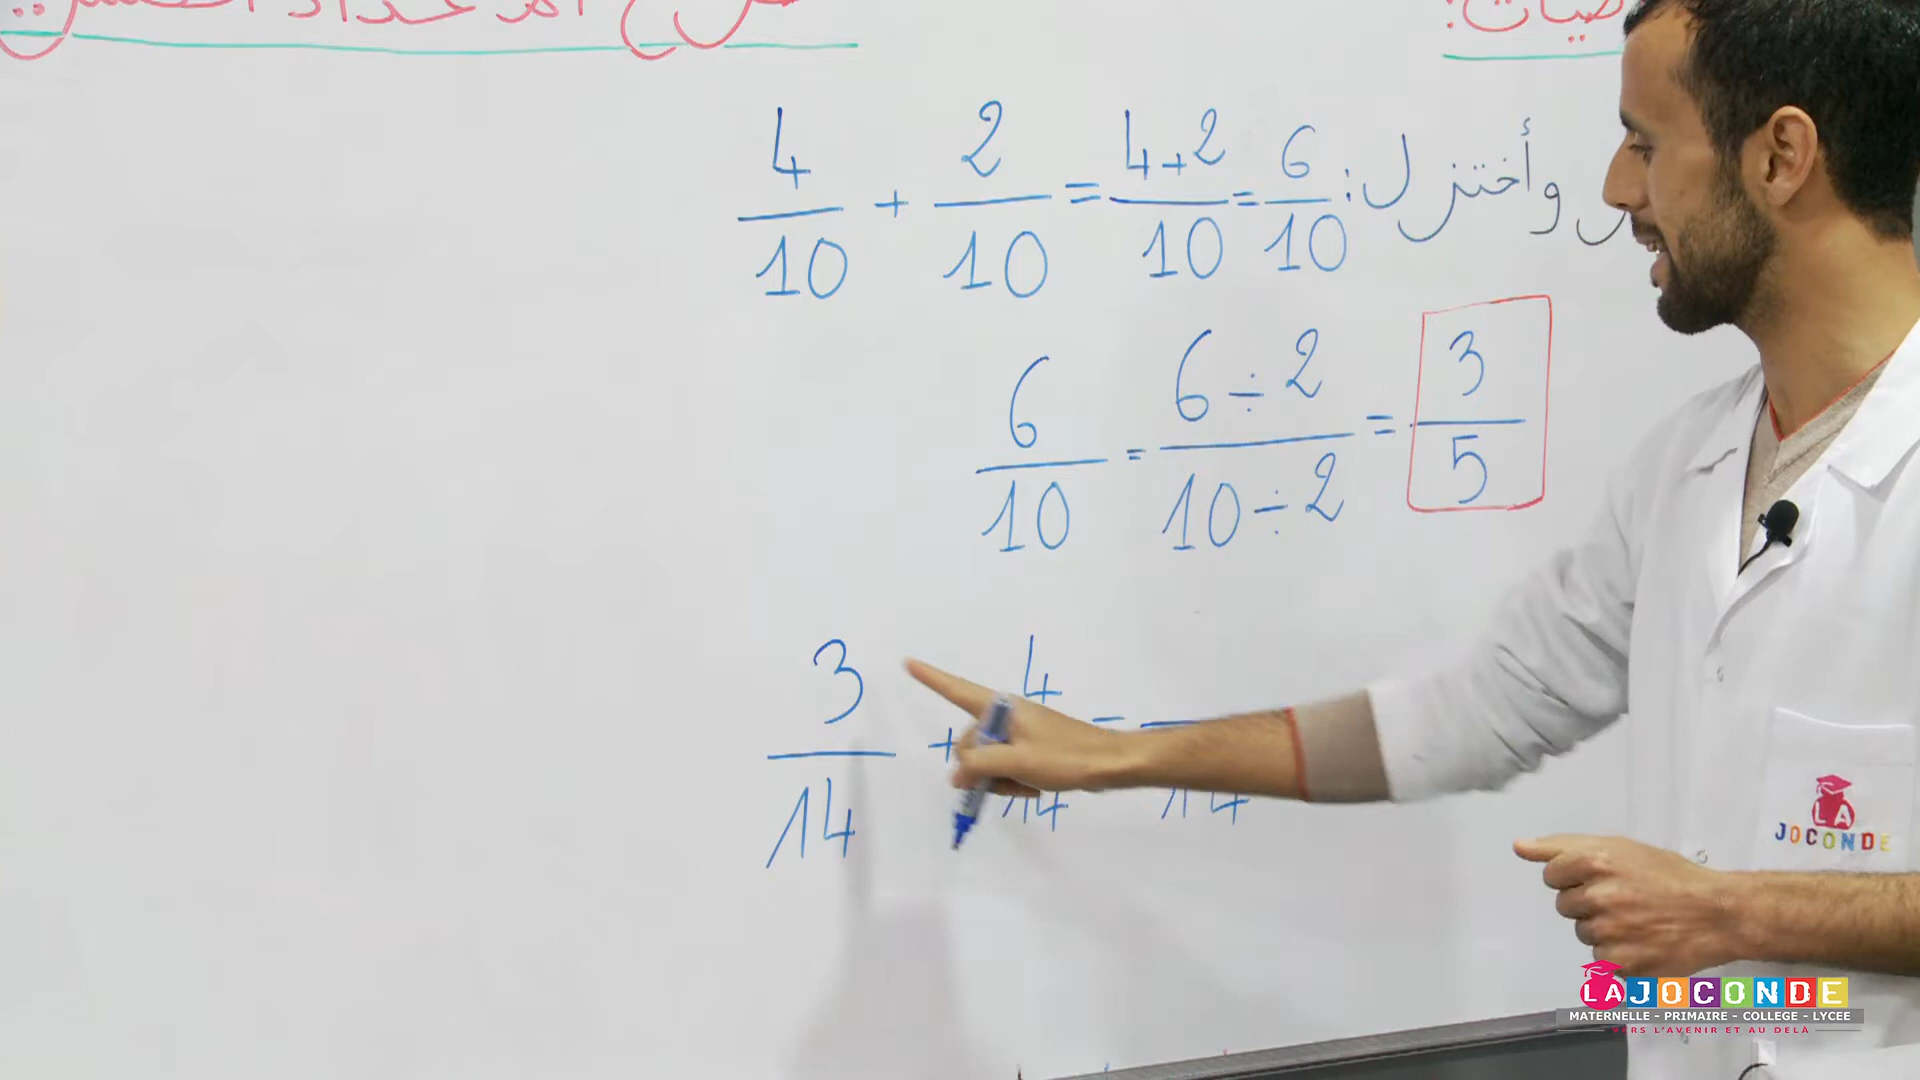 4/10 + 2/10 = 4+2/10 = 6/10
وأختزل:
6/10 = 6÷2/10÷2 = 3/5
3/14 + 4/14 = /14
LA
JOCONDE
LAJOCONDE
MATERNELLE - PRIMAIRE - COLLEGE - LYCEE
VERS L'AVENIR ET AU DELÀ